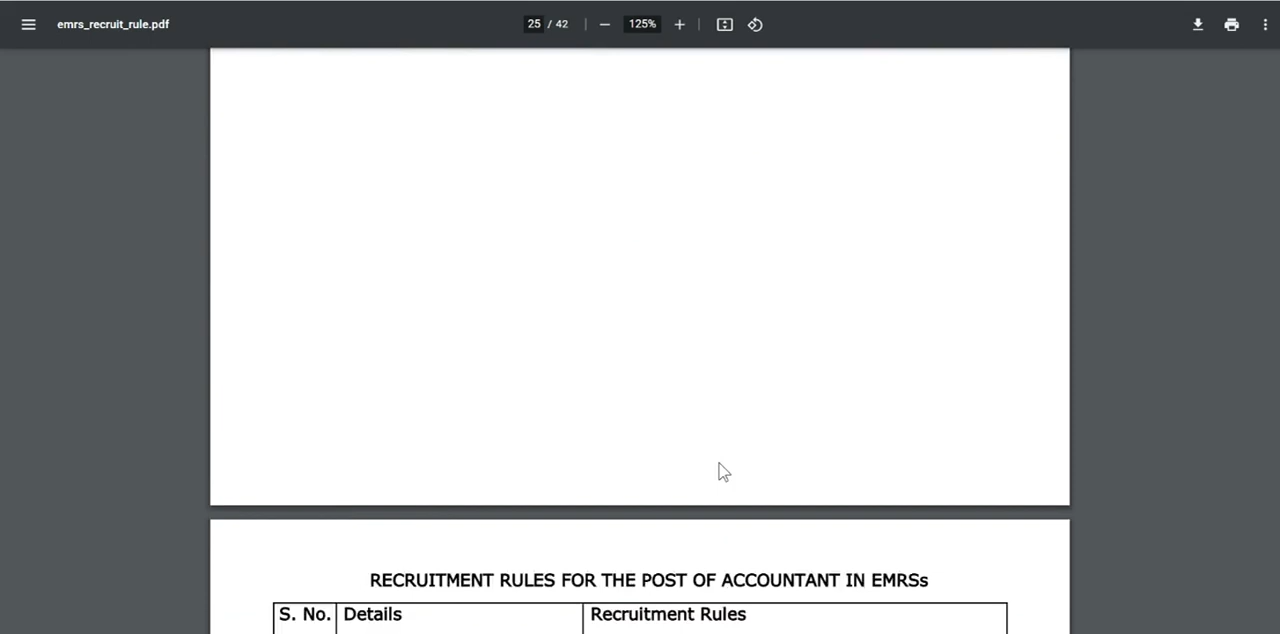 emrs_recruit_rule.pdf 25 / 42 125%
RECRUITMENT RULES FOR THE POST OF ACCOUNTANT IN EMRSs
S. No. Details Recruitment Rules